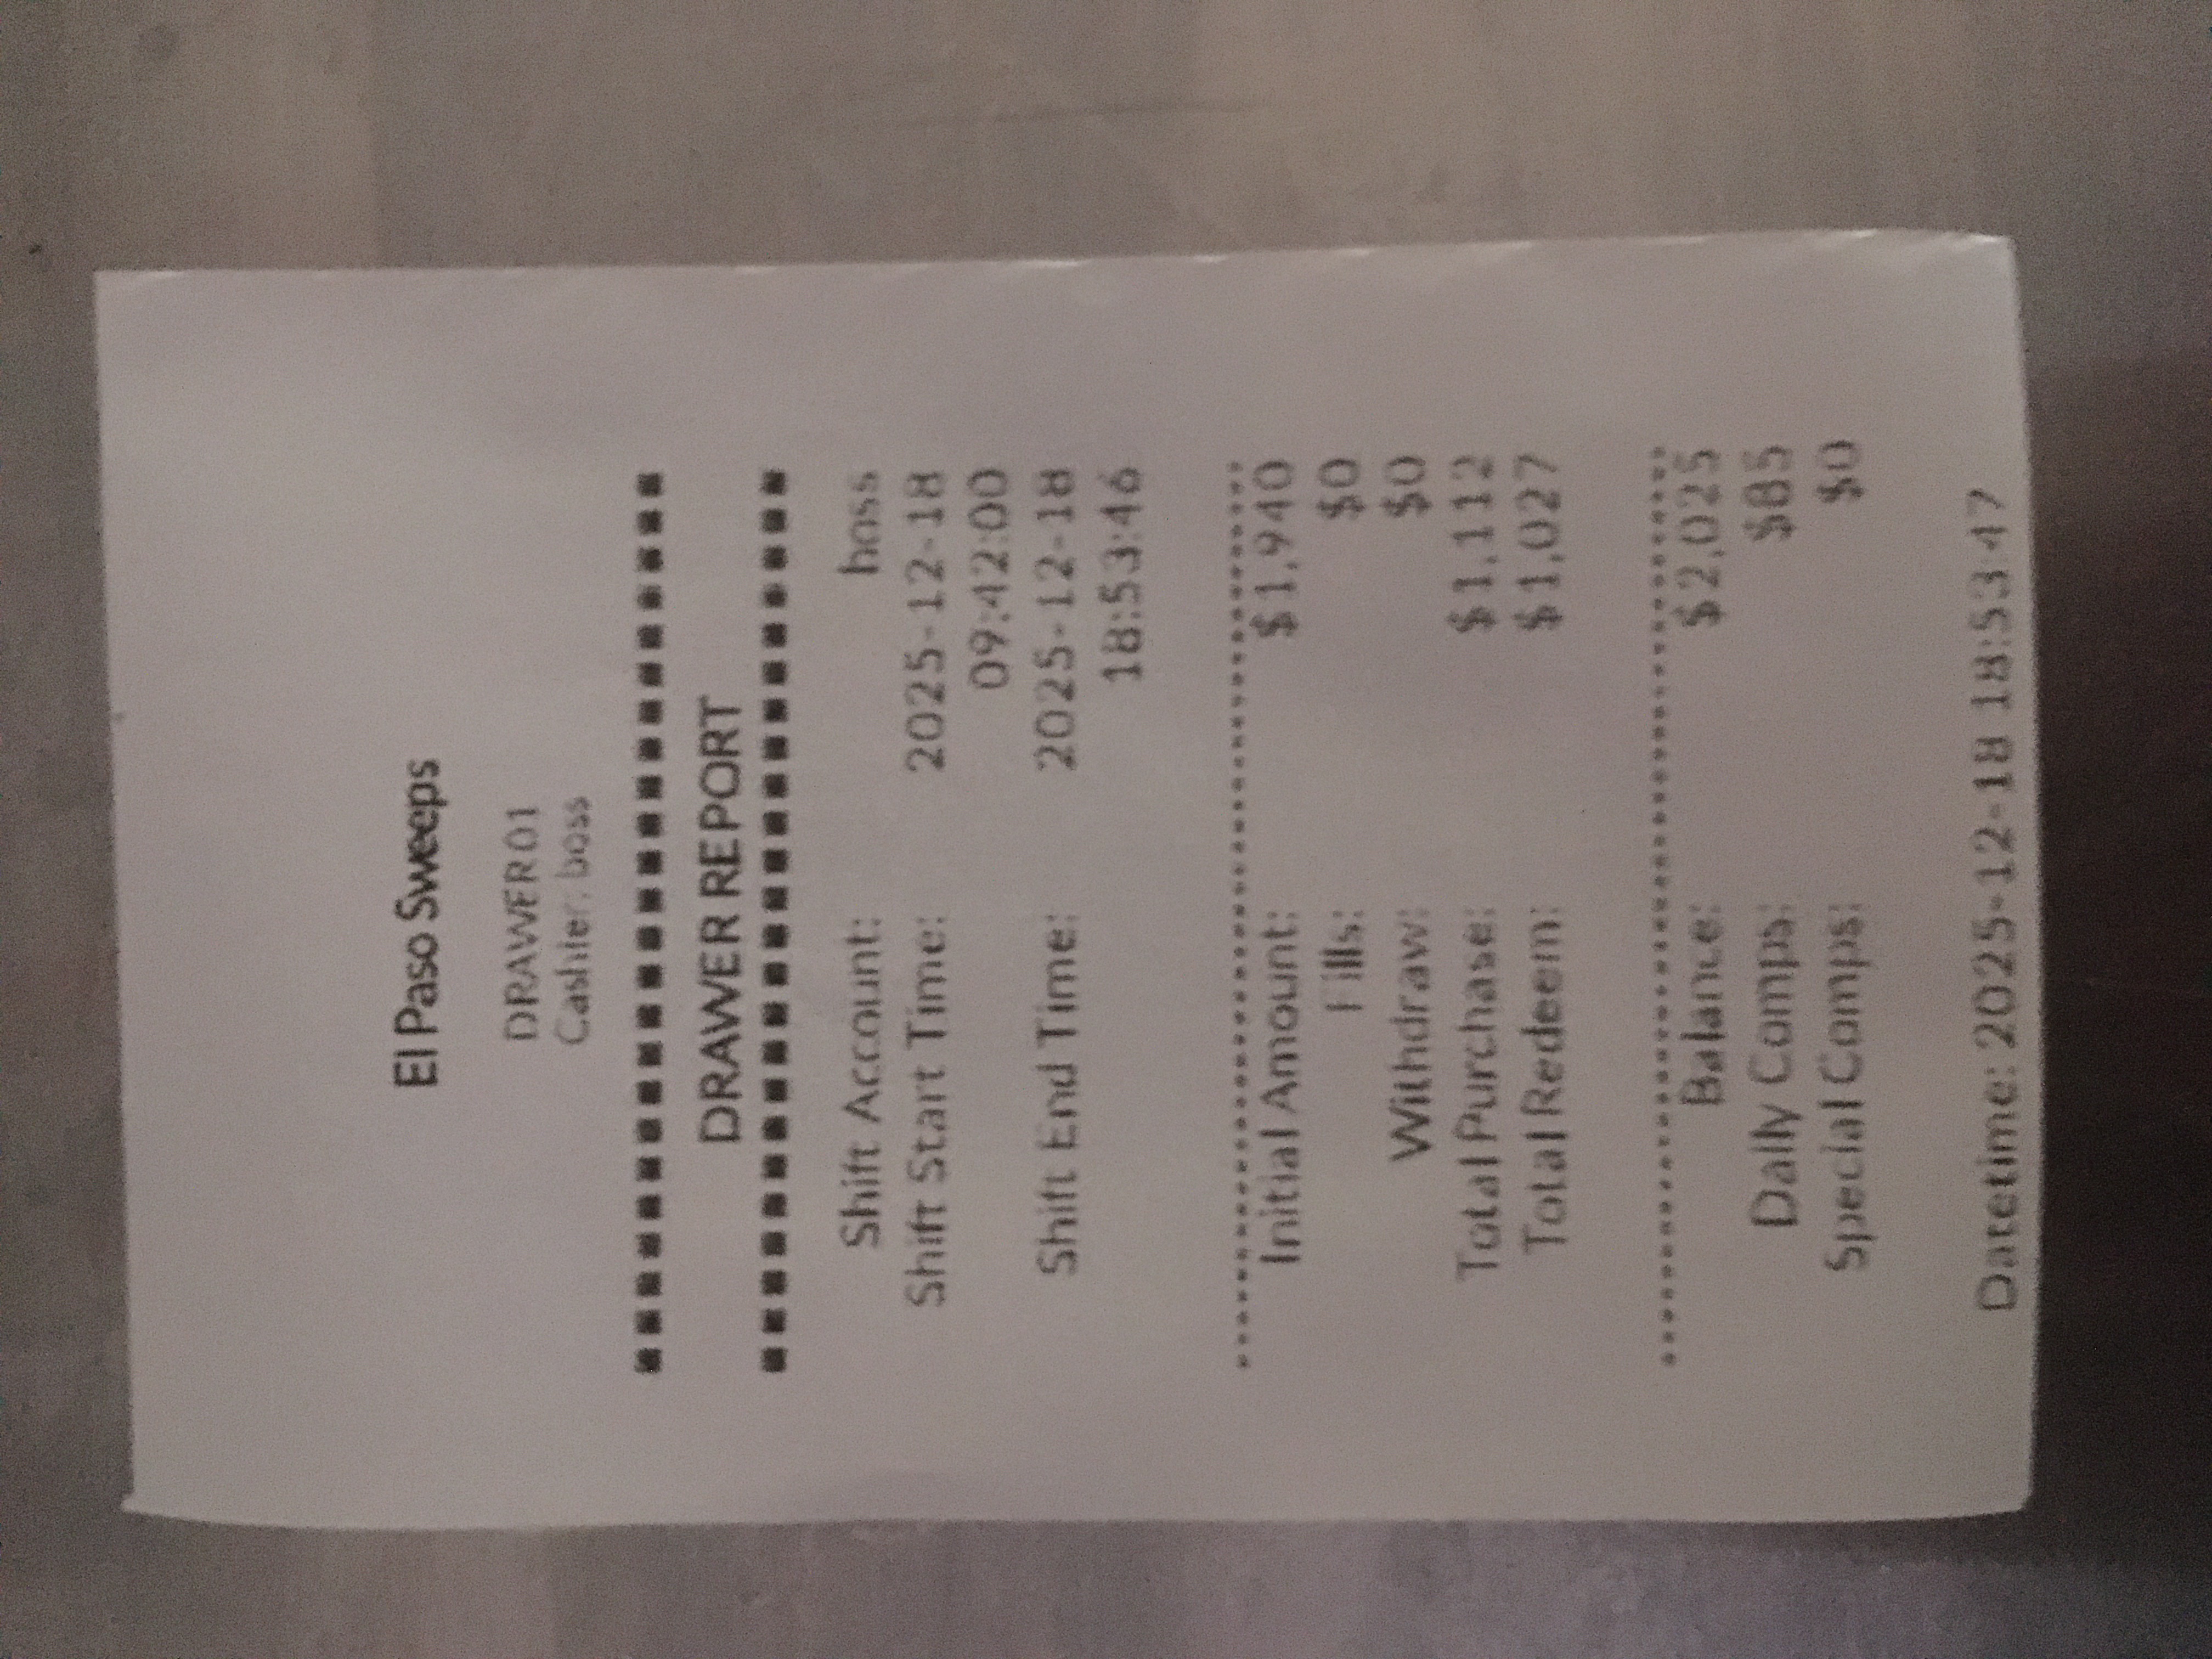 El Paso Sweeps
DRAWER01
Cashier: boss
DRAWER REPORT
Shift Account: boss
Shift Start Time: 2025-12-18
09:42:00
Shift End Time: 2025-12-18
18:53:46
Initial Amount: $1,940
Fills: $0
Withdraw: $0
Total Purchase: $1,112
Total Redeem: $1,027
Balance: $2,025
Daily Comps: $85
Special Comps: $0
Datetime: 2025-12-18 18:53:47